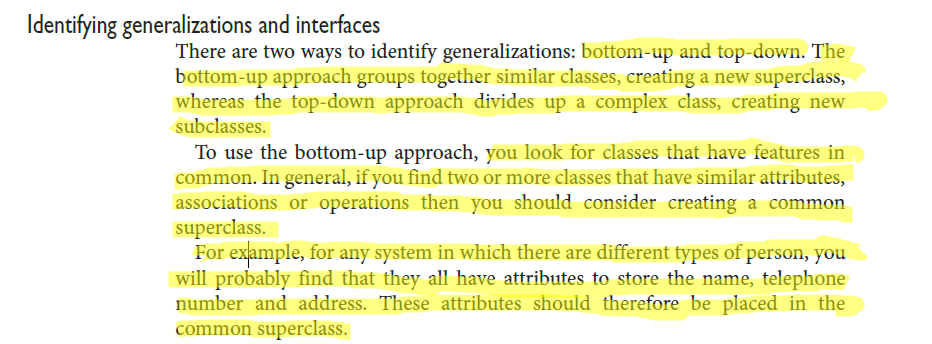 Identifying generalizations and interfaces
There are two ways to identify generalizations: bottom-up and top-down. The
bottom-up approach groups together similar classes, creating a new superclass,
whereas the top-down approach divides up a complex class, creating new
subclasses.
To use the bottom-up approach, you look for classes that have features in
common. In general, if you find two or more classes that have similar attributes,
associations or operations then you should consider creating a common
superclass.
For example, for any system in which there are different types of person, you
will probably find that they all have attributes to store the name, telephone
number and address. These attributes should therefore be placed in the
common superclass.